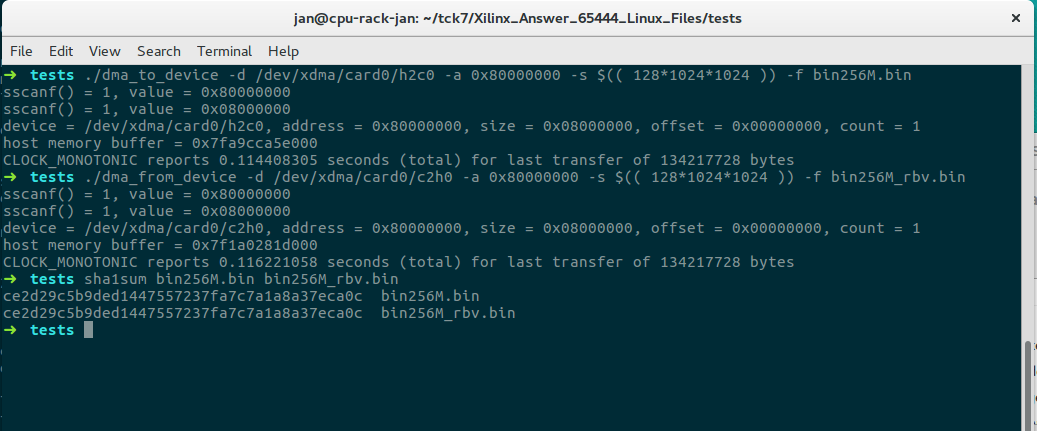 jan@cpu-rack-jan: ~/tck7/Xilinx_Answer_65444_Linux_Files/tests
File Edit View Search Terminal Help
➜ tests ./dma_to_device -d /dev/xdma/card0/h2c0 -a 0x80000000 -s $(( 128*1024*1024 )) -f bin256M.bin
sscanf() = 1, value = 0x80000000
sscanf() = 1, value = 0x08000000
device = /dev/xdma/card0/h2c0, address = 0x80000000, size = 0x08000000, offset = 0x00000000, count = 1
host memory buffer = 0x7fa9cca5e000
CLOCK_MONOTONIC reports 0.114408305 seconds (total) for last transfer of 134217728 bytes
➜ tests ./dma_from_device -d /dev/xdma/card0/c2h0 -a 0x80000000 -s $(( 128*1024*1024 )) -f bin256M_rbv.bin
sscanf() = 1, value = 0x80000000
sscanf() = 1, value = 0x08000000
device = /dev/xdma/card0/c2h0, address = 0x80000000, size = 0x08000000, offset = 0x00000000, count = 1
host memory buffer = 0x7f1a0281d000
CLOCK_MONOTONIC reports 0.116221058 seconds (total) for last transfer of 134217728 bytes
➜ tests sha1sum bin256M.bin bin256M_rbv.bin
ce2d29c5b9ded1447557237fa7c7a1a8a37eca0c  bin256M.bin
ce2d29c5b9ded1447557237fa7c7a1a8a37eca0c  bin256M_rbv.bin
➜ tests